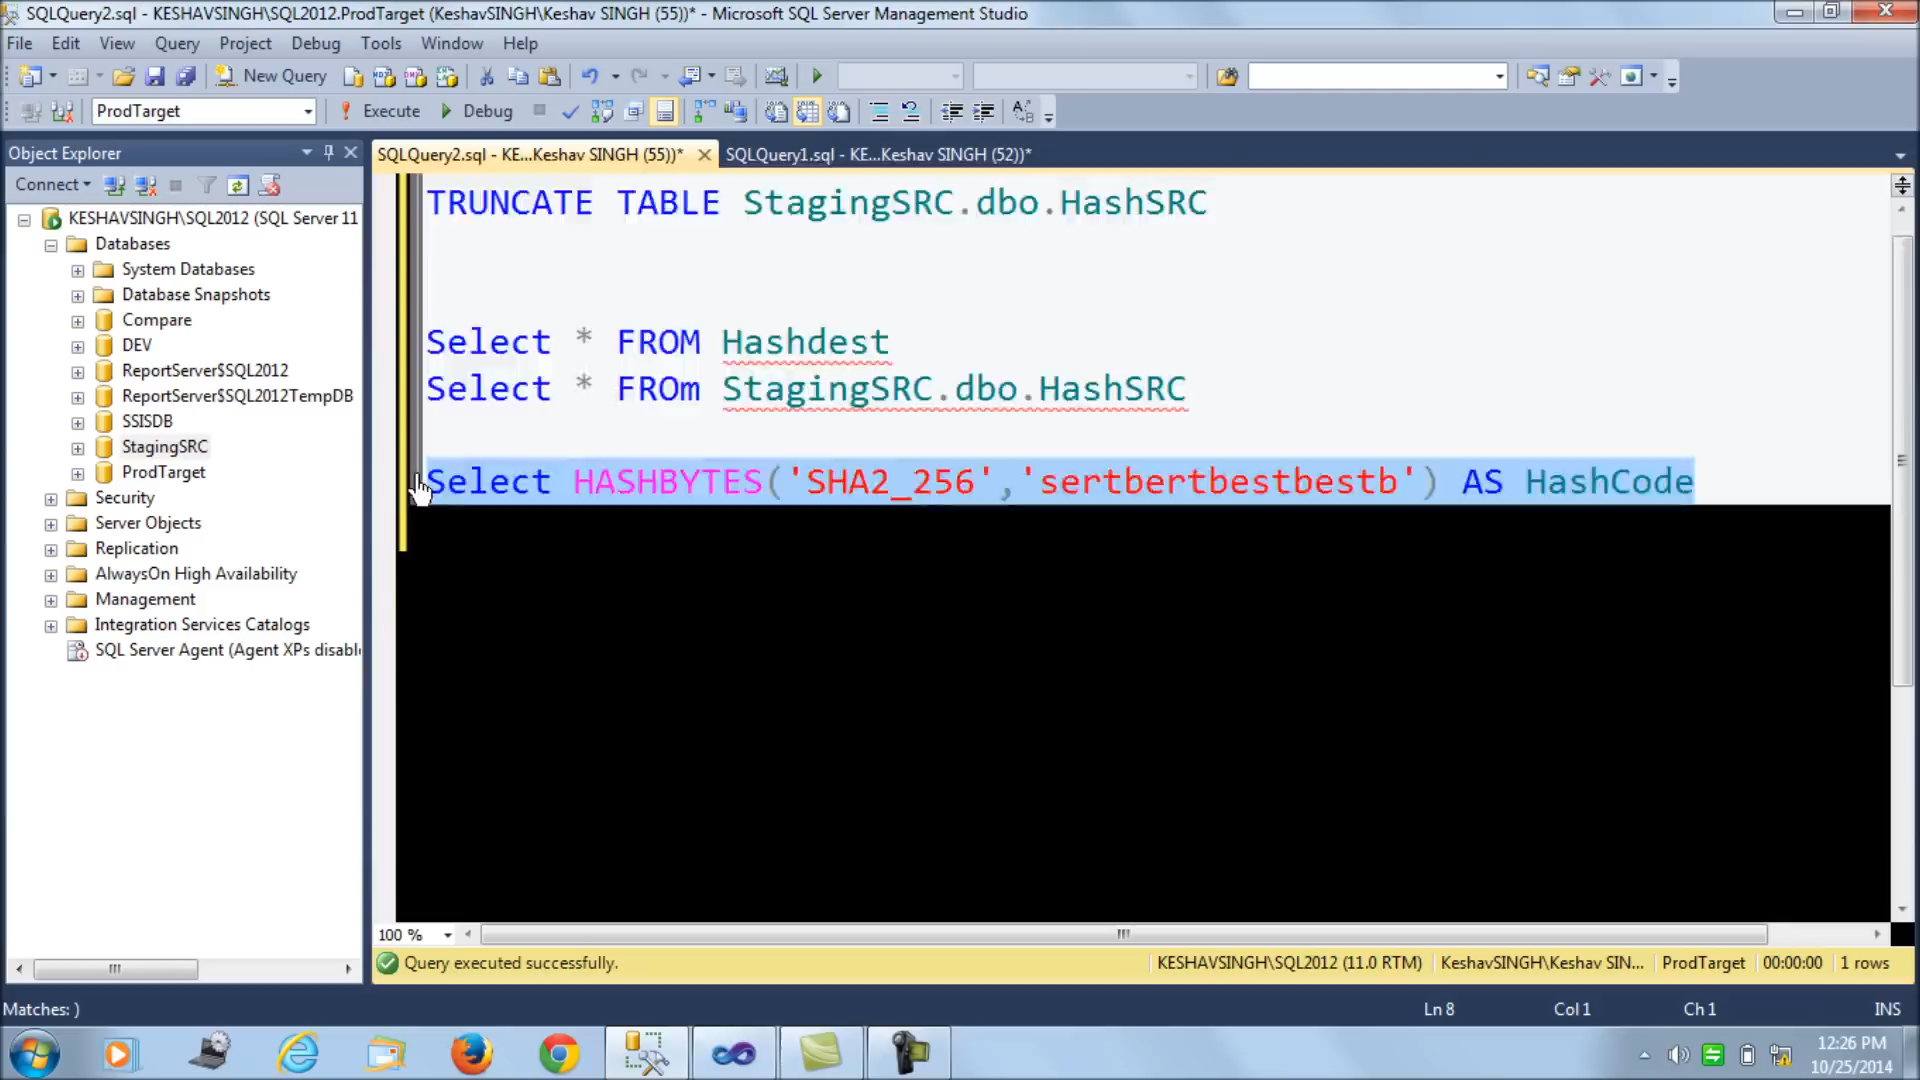 SQLQuery2.sql - KESHAVSINGH\SQL2012.ProdTarget (KeshavSINGH\Keshav SINGH (55))* - Microsoft SQL Server Management Studio
File Edit View Query Project Debug Tools Window Help
New Query
ProdTarget Execute Debug
Object Explorer
SQLQuery2.sql - KE...Keshav SINGH (55))* SQLQuery1.sql - KE...Keshav SINGH (52))*
Connect
KESHAVSINGH\SQL2012 (SQL Server 11
Databases
System Databases
Database Snapshots
Compare
DEV
ReportServer$SQL2012
ReportServer$SQL2012TempDB
SSISDB
StagingSRC
ProdTarget
Security
Server Objects
Replication
AlwaysOn High Availability
Management
Integration Services Catalogs
SQL Server Agent (Agent XPs disabl
TRUNCATE TABLE StagingSRC.dbo.HashSRC
Select * FROM Hashdest
Select * FROm StagingSRC.dbo.HashSRC
Select HASHBYTES('SHA2_256','sertbertbestbestb') AS HashCode
100 %
Query executed successfully. KESHAVSINGH\SQL2012 (11.0 RTM) KeshavSINGH\Keshav SIN... ProdTarget 00:00:00 1 rows
Matches: ) Ln 8 Col 1 Ch 1 INS
12:26 PM
10/25/2014